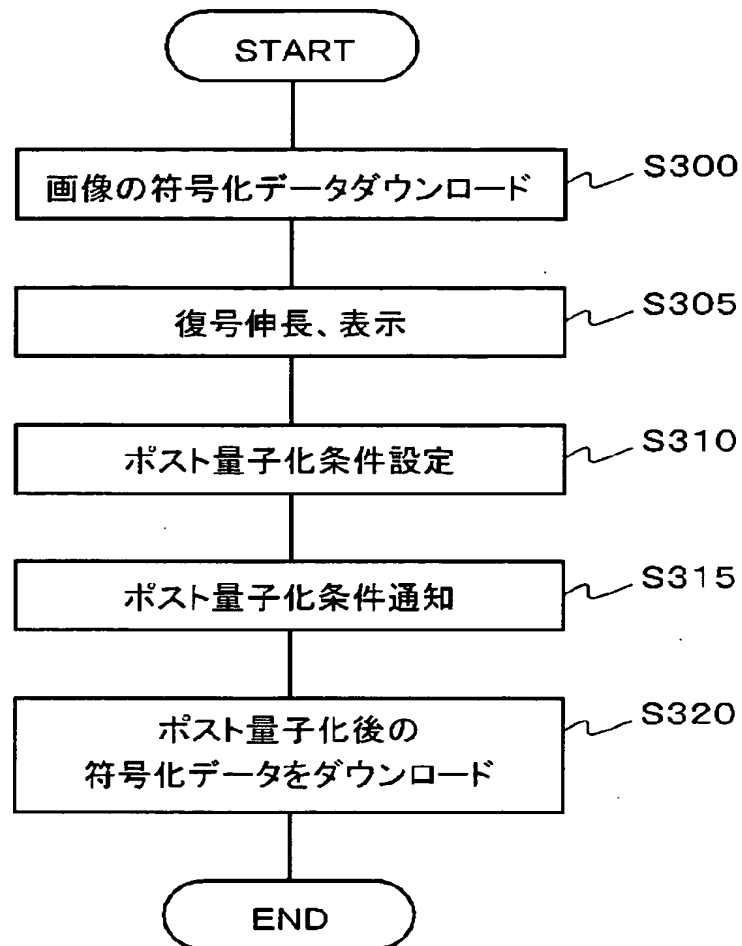 START
画像の符号化データダウンロード
S300
復号伸長、表示
S305
ポスト量子化条件設定
S310
ポスト量子化条件通知
S315
ポスト量子化後の
符号化データをダウンロード
S320
END